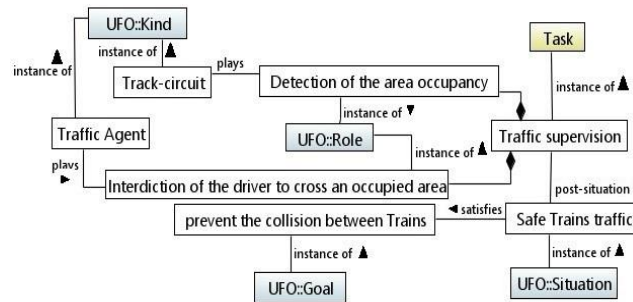 UFO::Kind
Task
instance of
instance of
plays
Track-circuit
Detection of the area occupancy
instance of
instance of
Traffic Agent
UFO::Role
Traffic supervision
instance of
plays
Interdiction of the driver to cross an occupied area
post-situation
satisfies
prevent the collision between Trains
Safe Trains traffic
instance of
instance of
UFO::Goal
UFO::Situation